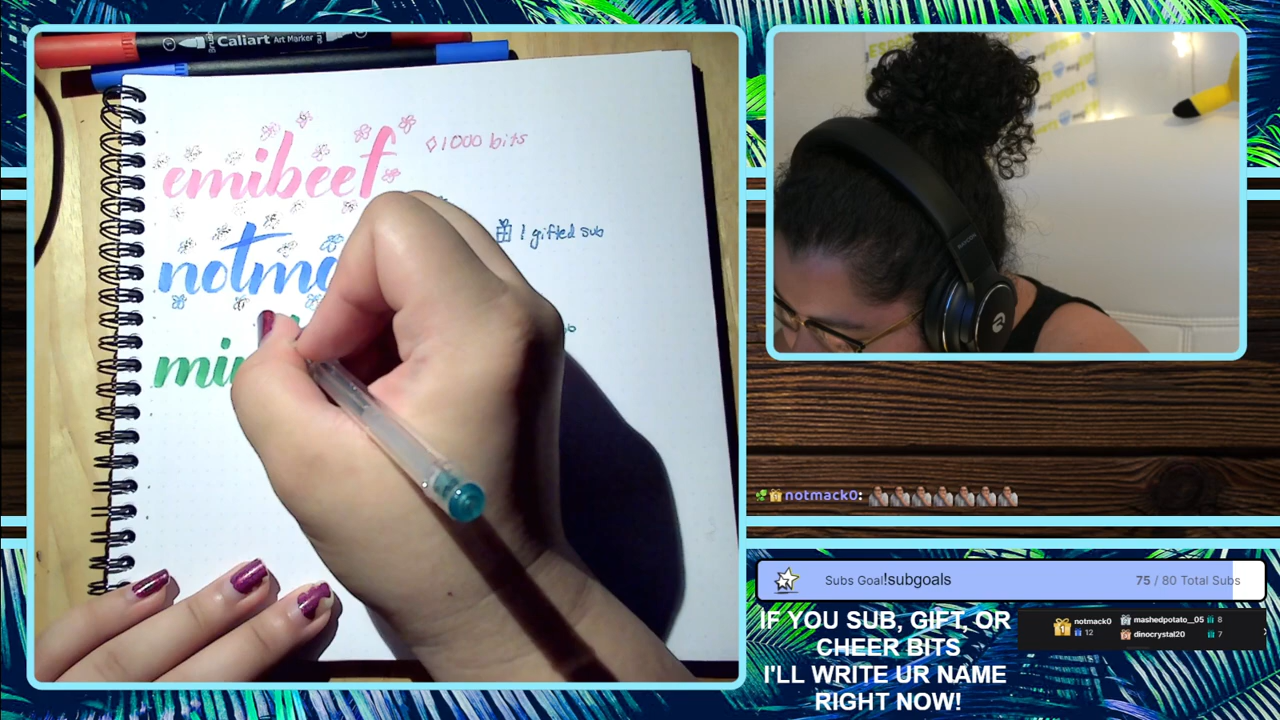 Caliart Art Marker
emibeef
1000 bits
1 gifted sub
notmack0:
Subs Goal!subgoals
75 / 80 Total Subs
IF YOU SUB, GIFT, OR
CHEER BITS
I'LL WRITE UR NAME
RIGHT NOW!
notmack0
12
mashedpotato_05 8
dinocrystal20 7